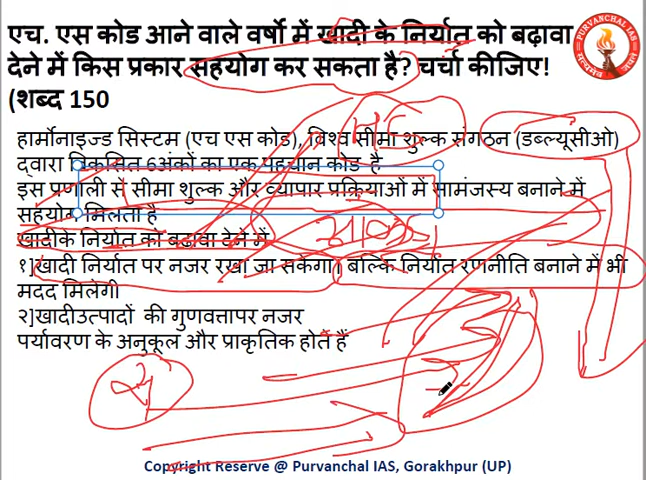 एच. एस कोड आने वाले वर्षो में खादी के निर्यात को बढ़ावा
देने में किस प्रकार सहयोग कर सकता है? चर्चा कीजिए!
(शब्द 150
PURVANCHAL IAS
हार्मोनाइज्ड सिस्टम (एच एस कोड), विश्व सीमा शुल्क संगठन (डब्ल्यूसीओ)
द्वारा विकसित 6अंकों का एक पहचान कोड है
इस प्रणाली से सीमा शुल्क और व्यापार प्रक्रियाओं में सामंजस्य बनाने में
सहयोग मिलता है
खादीके निर्यात को बढ़ावा देने में
१]खादी निर्यात पर नजर रखा जा सकेगा, बल्कि निर्यात रणनीति बनाने में भी
मदद मिलेगी
२]खादीउत्पादों की गुणवत्तापर नजर
पर्यावरण के अनुकूल और प्राकृतिक होते हैं
Copyright Reserve @ Purvanchal IAS, Gorakhpur (UP)